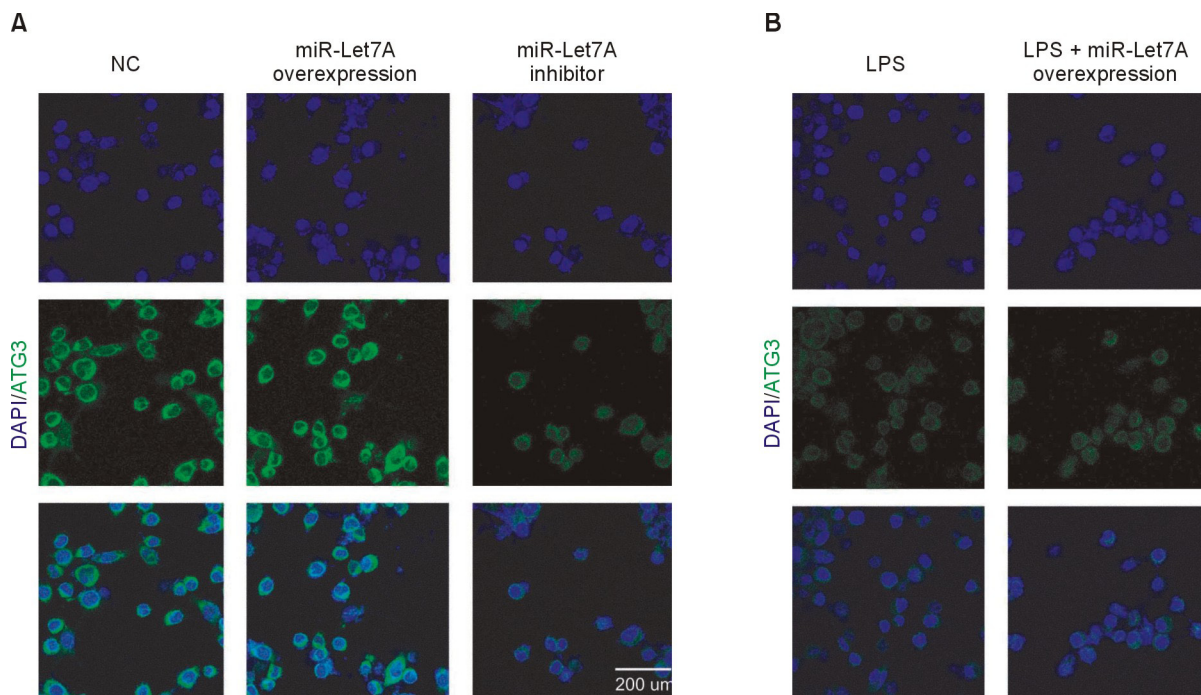 A
NC
miR-Let7A
overexpression
miR-Let7A
inhibitor
DAPI/ATG3
200 um
B
LPS
LPS + miR-Let7A
overexpression
DAPI/ATG3